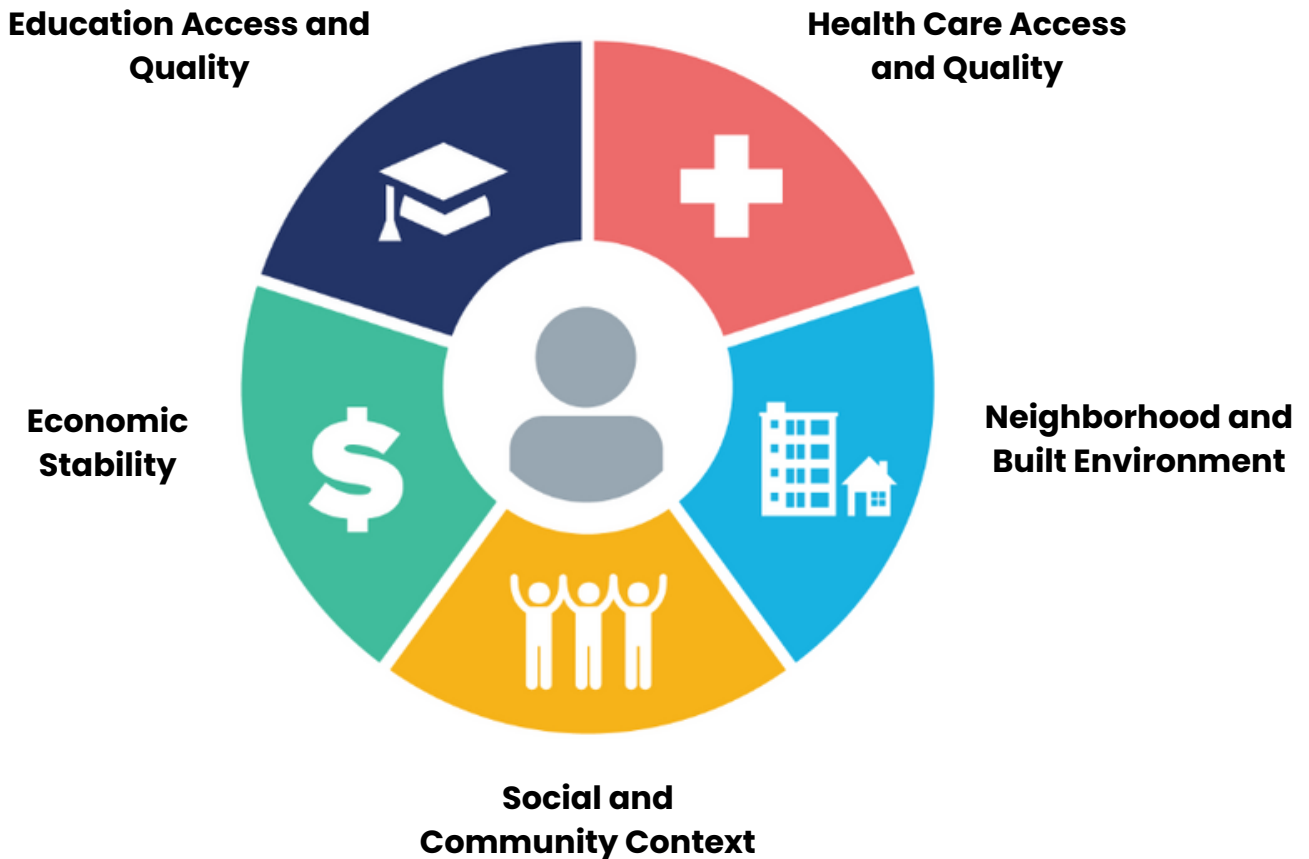 Education Access and
Quality
Health Care Access
and Quality
Economic
Stability
Neighborhood and
Built Environment
Social and
Community Context